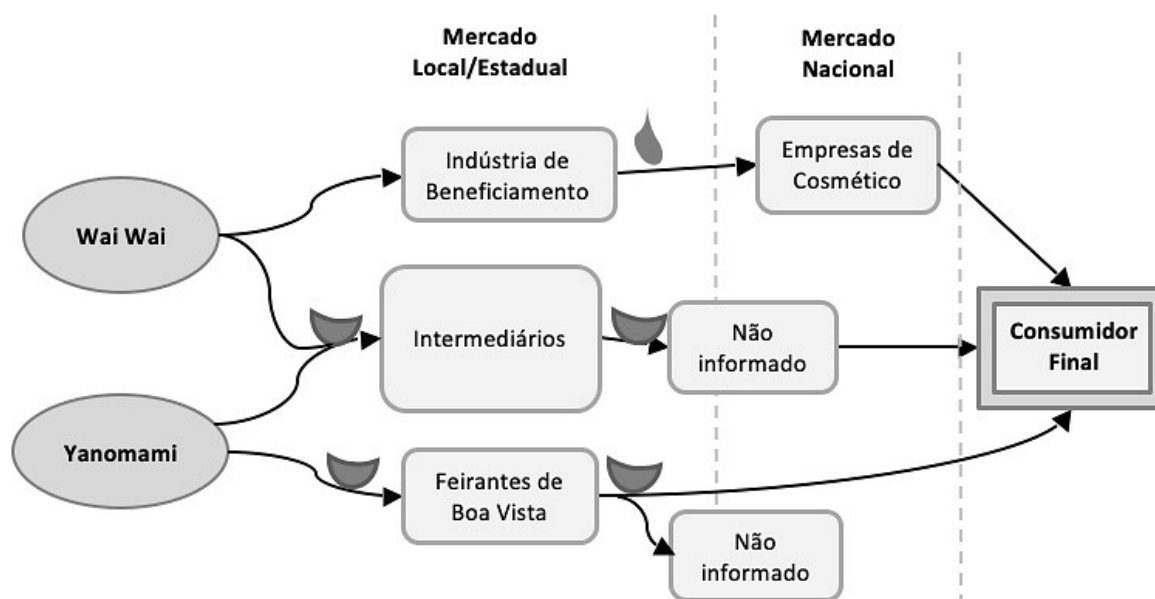 Mercado
Local/Estadual
Mercado
Nacional
Indústria de
Beneficiamento
Empresas de
Cosmético
Wai Wai
Intermediários
Não
informado
Consumidor
Final
Yanomami
Feirantes de
Boa Vista
Não
informado